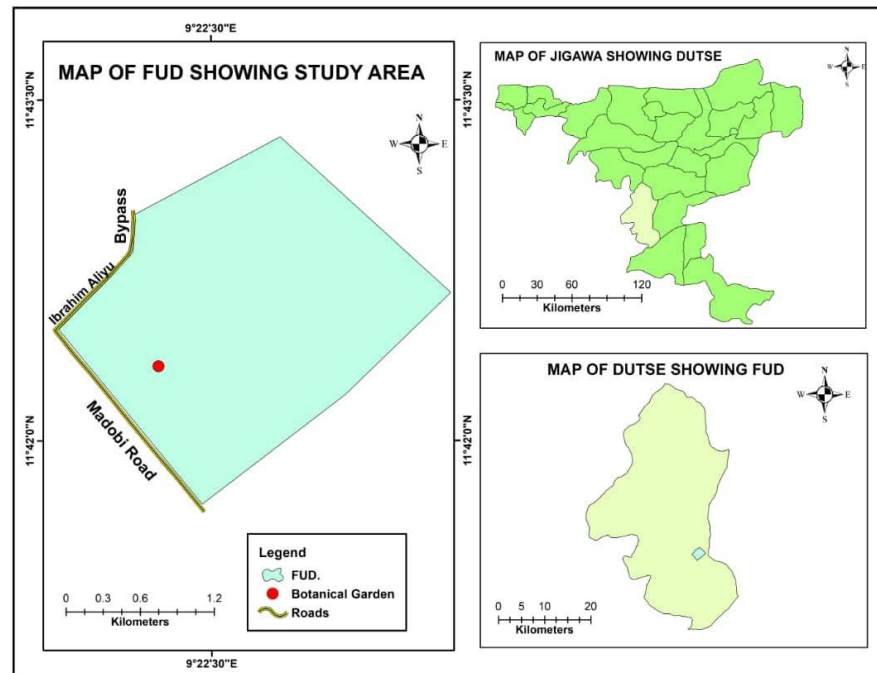 9°22'30"E
MAP OF FUD SHOWING STUDY AREA
11°43'30"N
11°42'0"N
N
W
E
S
Bypass
Ibrahim Aliyu
Madobi Road
Legend
FUD.
Botanical Garden
Roads
0 0.3 0.6 1.2
Kilometers
9°22'30"E
11°43'30"N
11°42'0"N
MAP OF JIGAWA SHOWING DUTSE
N
W
E
S
0 30 60 120
Kilometers
MAP OF DUTSE SHOWING FUD
N
W
E
S
0 5 10 20
Kilometers